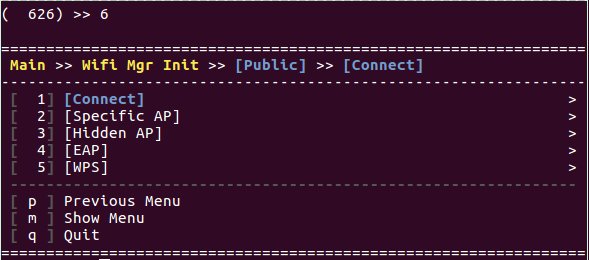 (  626) >> 6
================================================================
Main >> Wifi Mgr Init >> [Public] >> [Connect]
----------------------------------------------------------------
[  1] [Connect] >
[  2] [Specific AP] >
[  3] [Hidden AP] >
[  4] [EAP] >
[  5] [WPS] >
---------------------------------------------------------------
[ p ] Previous Menu
[ m ] Show Menu
[ q ] Quit
================================================================